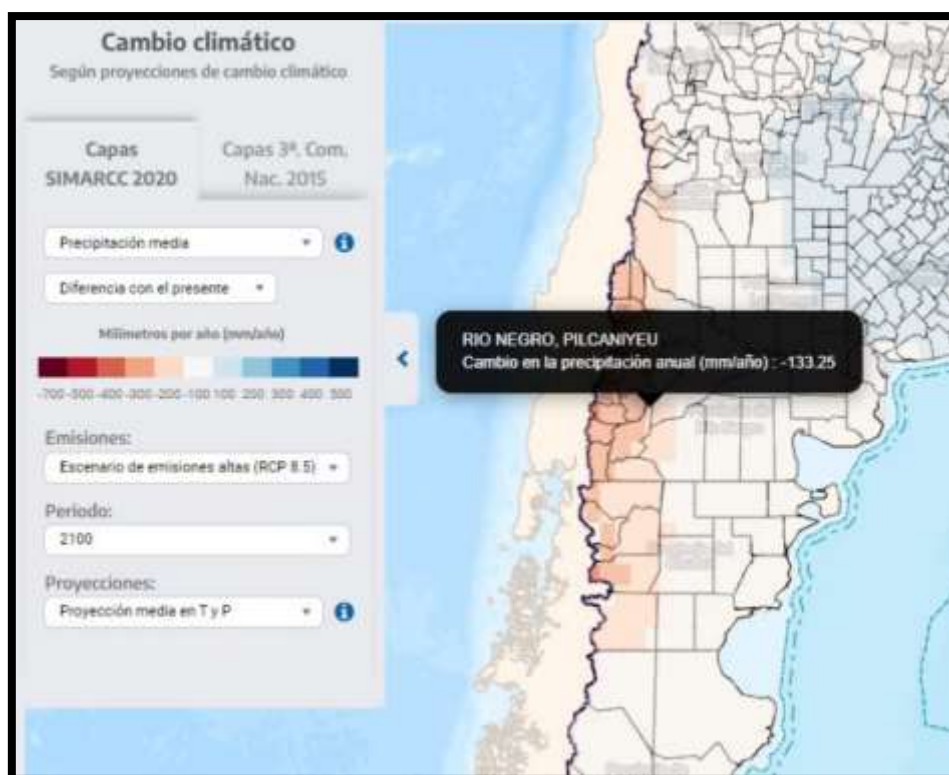 Cambio climático
Según proyecciones de cambio climático
Capas
SIMARCC 2020
Capas 3ª. Com.
Nac. 2015
Precipitación media
Diferencia con el presente
Milímetros por año (mm/año)
-700 -500 -400 -300 -200 -100 100 250 300 400 500
Emisiones:
Escenario de emisiones altas (RCP 8.5)
Periodo:
2100
Proyecciones:
Proyección media en T y P
RIO NEGRO, PILCANIYEU
Cambio en la precipitación anual (mm/año) : -133.25